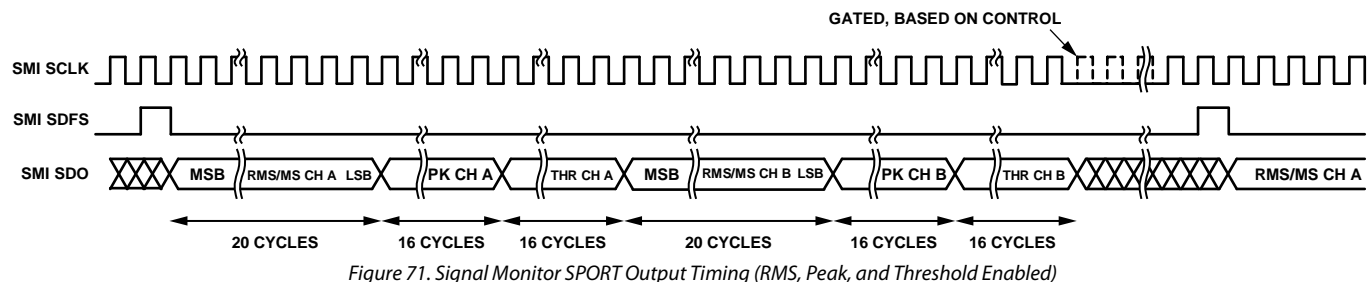 GATED, BASED ON CONTROL
SMI SCLK
SMI SDFS
SMI SDO
MSB
RMS/MS CH A LSB
PK CH A
THR CH A
MSB
RMS/MS CH B LSB
PK CH B
THR CH B
RMS/MS CH A
20 CYCLES
16 CYCLES
16 CYCLES
20 CYCLES
16 CYCLES
16 CYCLES
Figure 71. Signal Monitor SPORT Output Timing (RMS, Peak, and Threshold Enabled)